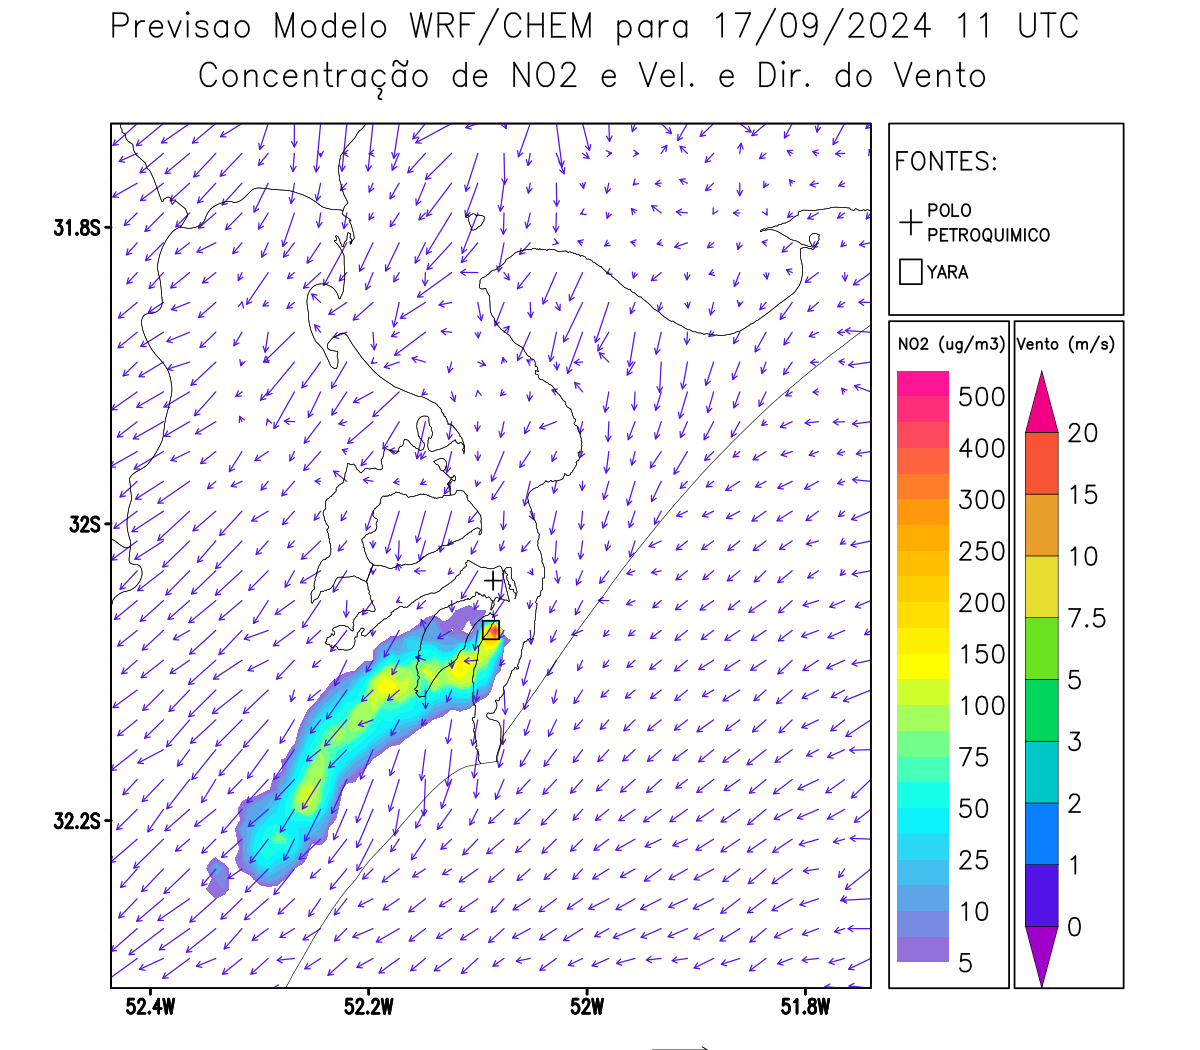 Previsao Modelo WRF/CHEM para 17/09/2024 11 UTC
Concentração de NO2 e Vel. e Dir. do Vento
FONTES:
POLO
PETROQUIMICO
YARA
NO2 (ug/m3)
500
400
300
250
200
150
100
75
50
25
10
5
Vento (m/s)
20
15
10
7.5
5
3
2
1
0
31.8S
32S
32.2S
52.4W
52.2W
52W
51.8W